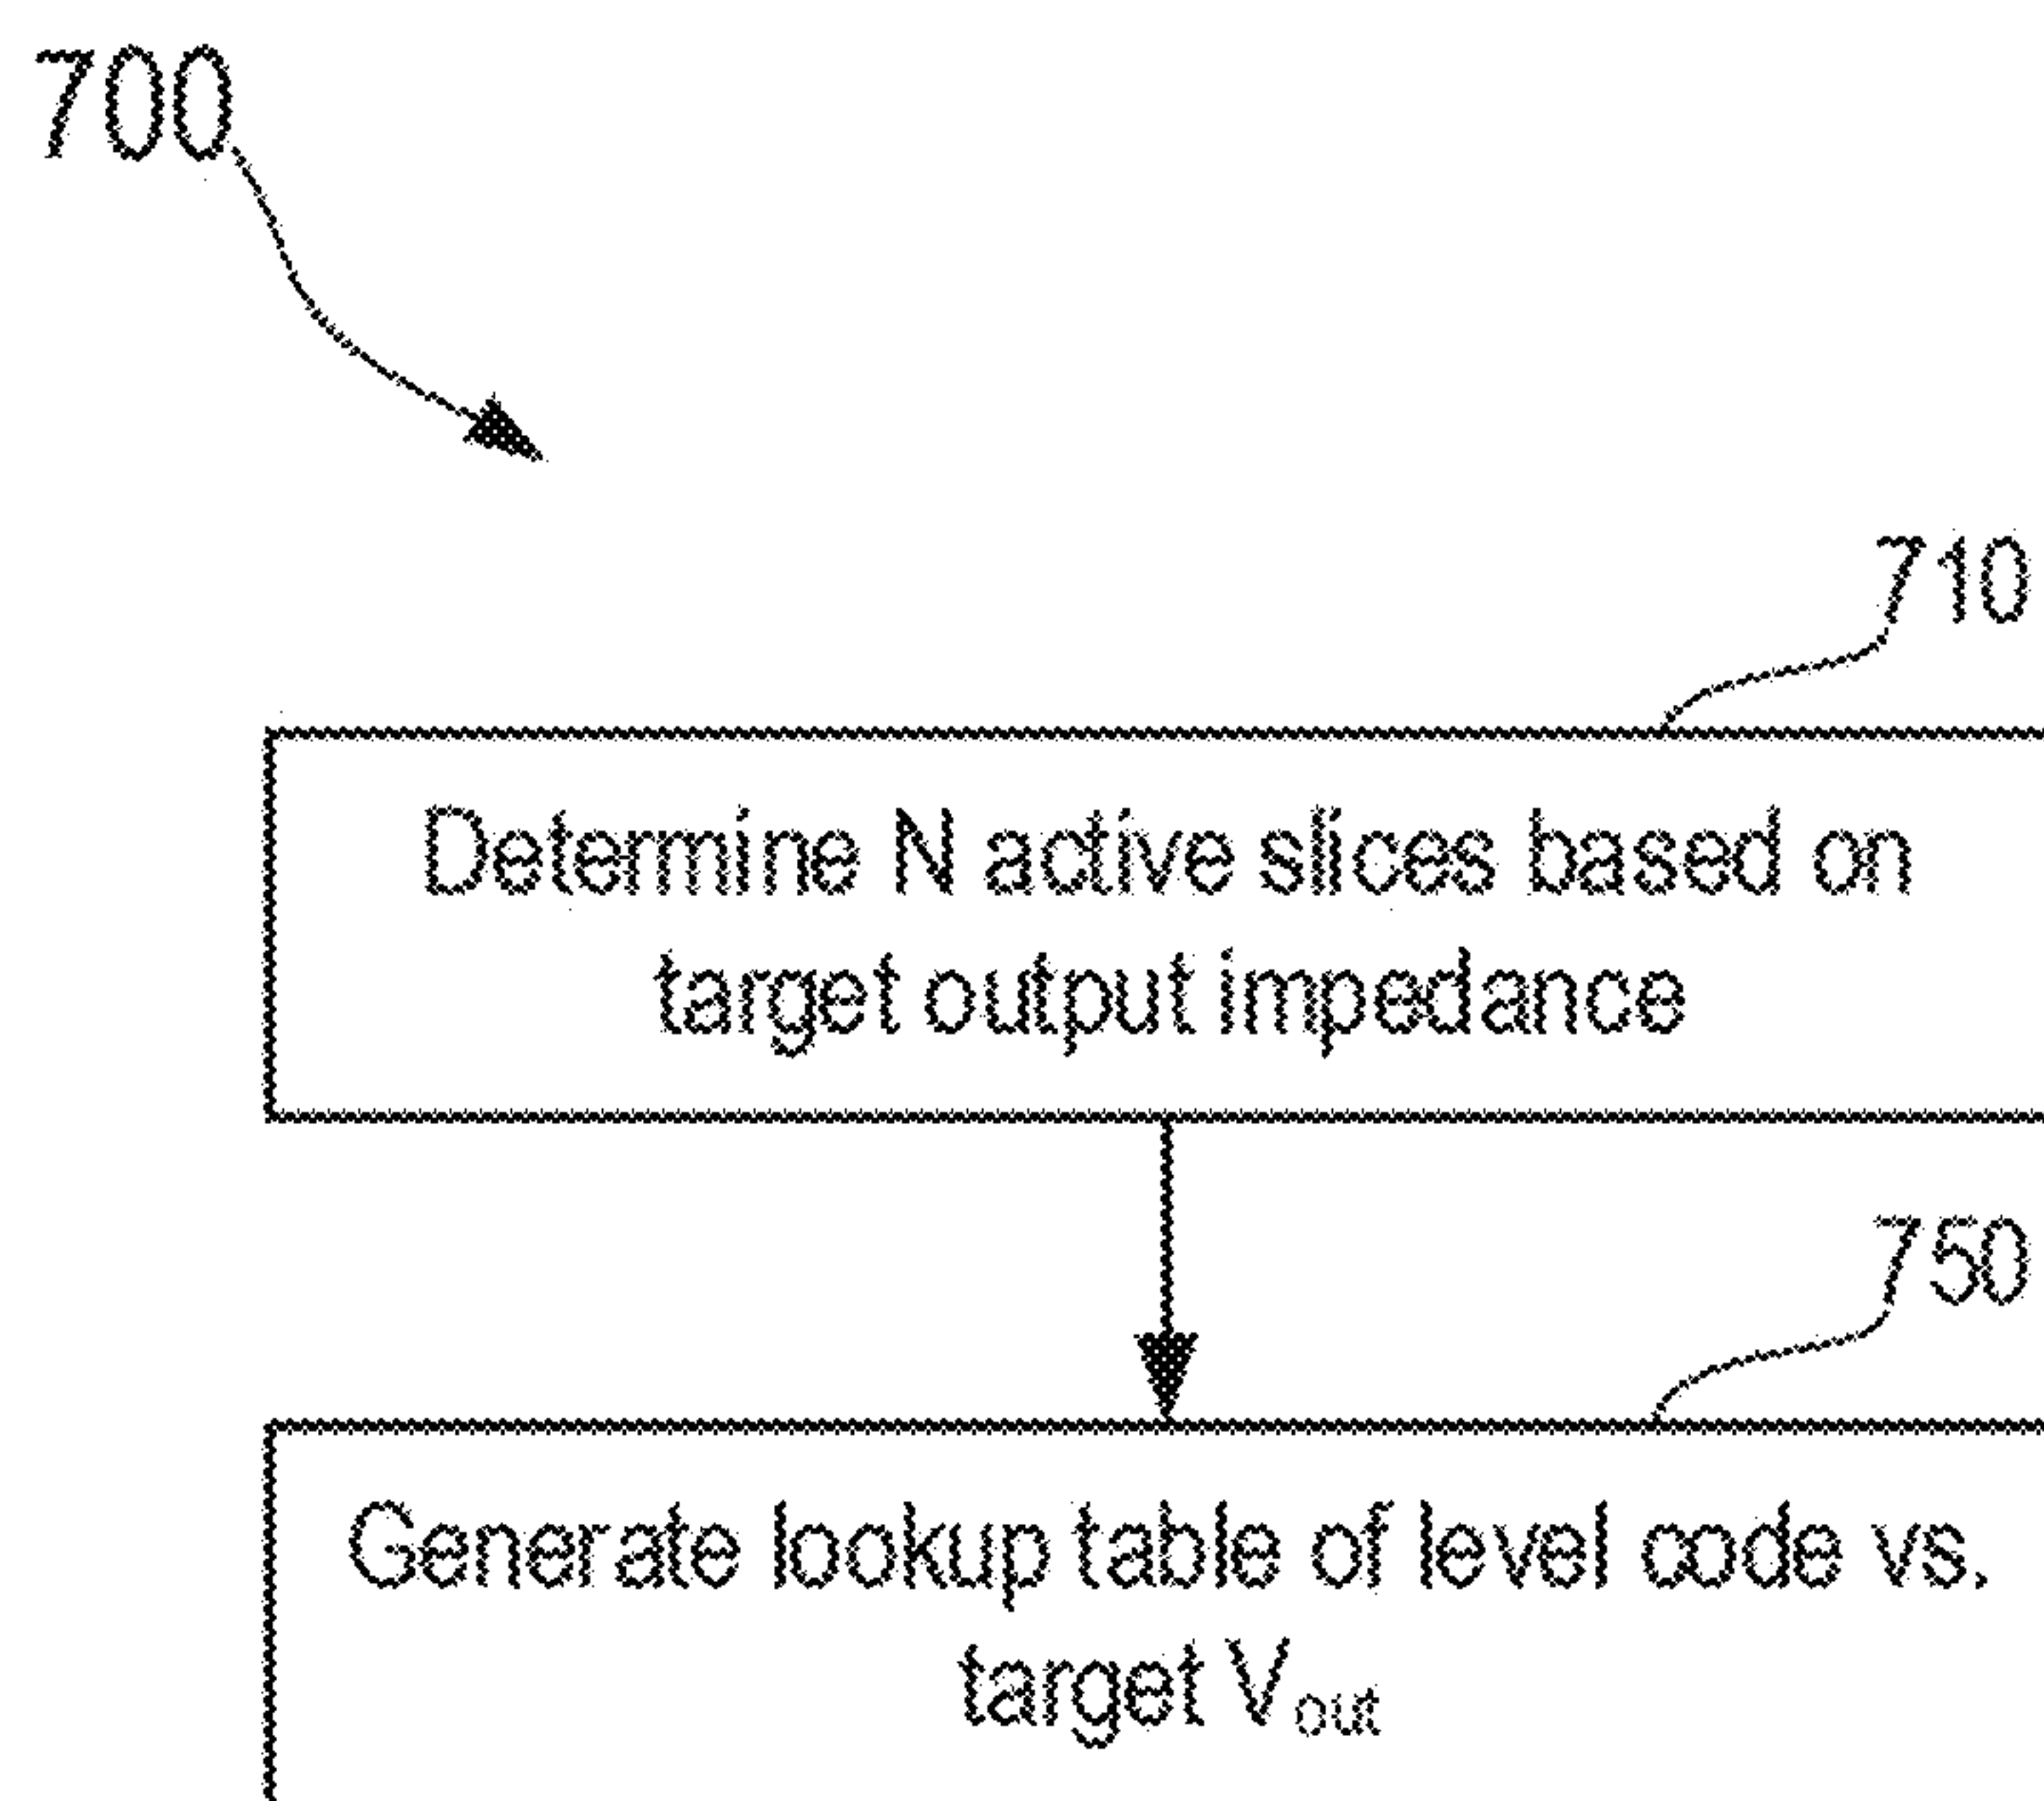 700
710
Determine N active slices based on
target output impedance
750
Generate lookup table of level code vs.
target Vout